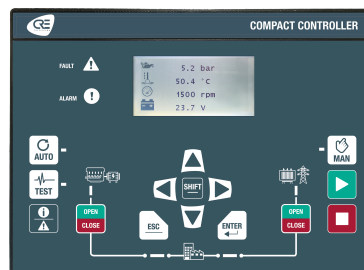 CRE
COMPACT CONTROLLER
FAULT
ALARM
5.2 bar
50.4 °C
1500 rpm
23.7 V
AUTO
TEST
MAN
SHIFT
ESC
ENTER
OPEN
CLOSE
OPEN
CLOSE